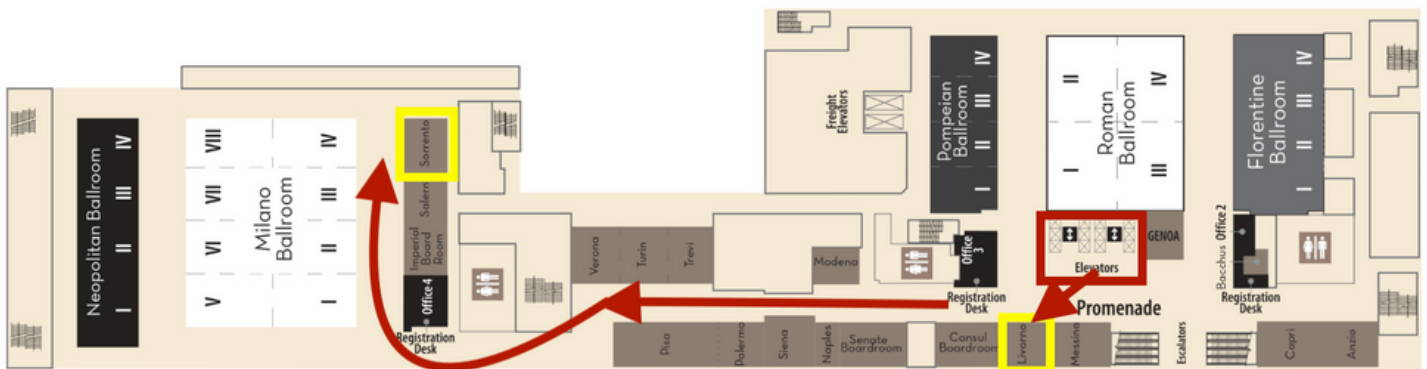 Neopolitan Ballroom
I
II
III
IV
Milano
Ballroom
V
VI
VII
VIII
I
II
III
IV
Sorrento
Salerno
Imperial
Board
Room
Office 4
Registration
Desk
Verona
Turin
Trevi
Modena
Pisa
Palermo
Siena
Naples
Senate
Boardroom
Consul
Boardroom
Livorno
Messina
Freight
Elevators
Pompeian
Ballroom
I
II
III
IV
Office
3
Registration
Desk
Roman
Ballroom
I
II
III
IV
Elevators
GENOA
Promenade
Escalators
Florentine
Ballroom
I
II
III
IV
Office 2
Bacchus
Registration
Desk
Capri
Anzio